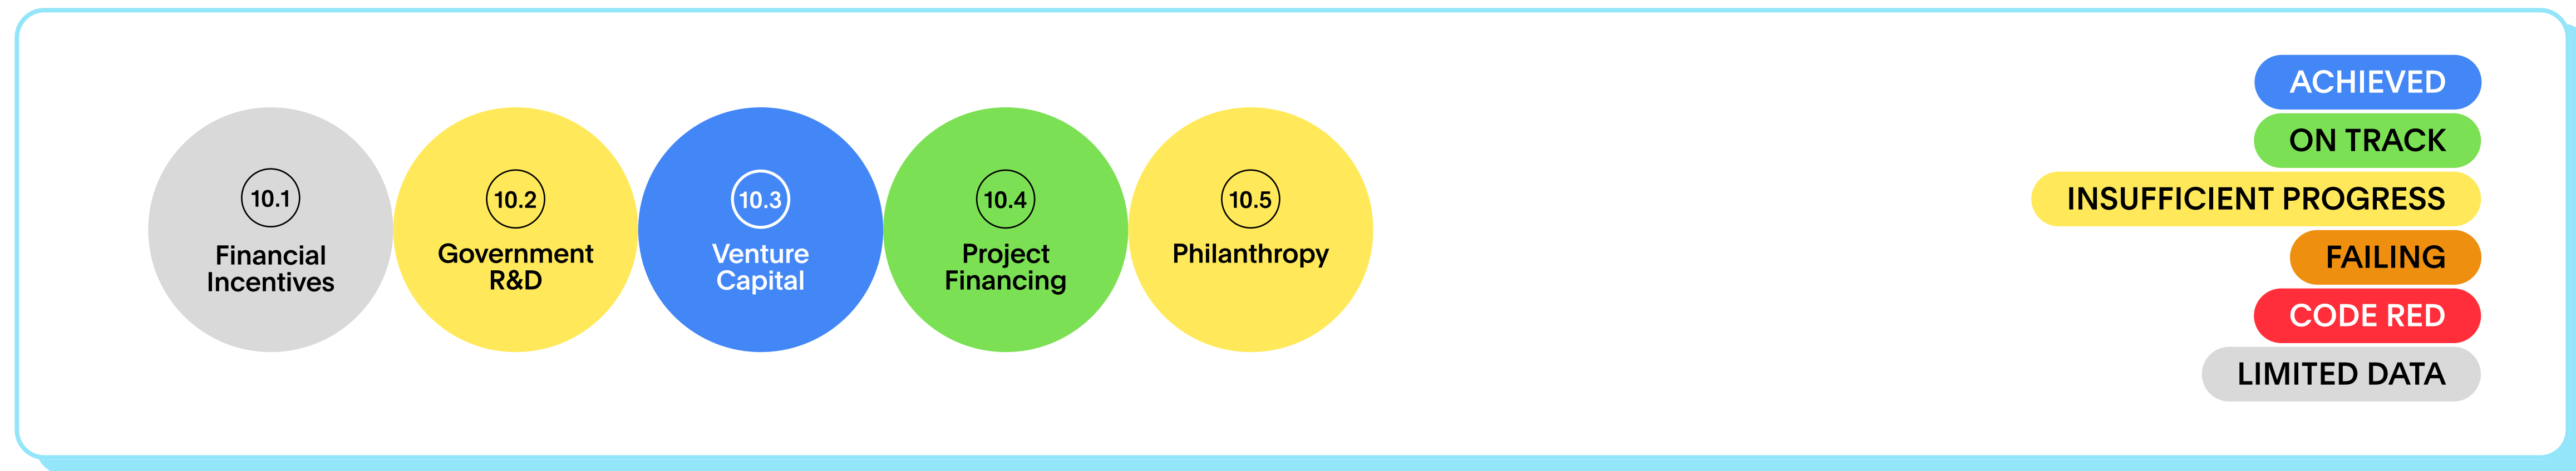 10.1
Financial
Incentives
10.2
Government
R&D
10.3
Venture
Capital
10.4
Project
Financing
10.5
Philanthropy
ACHIEVED
ON TRACK
INSUFFICIENT PROGRESS
FAILING
CODE RED
LIMITED DATA